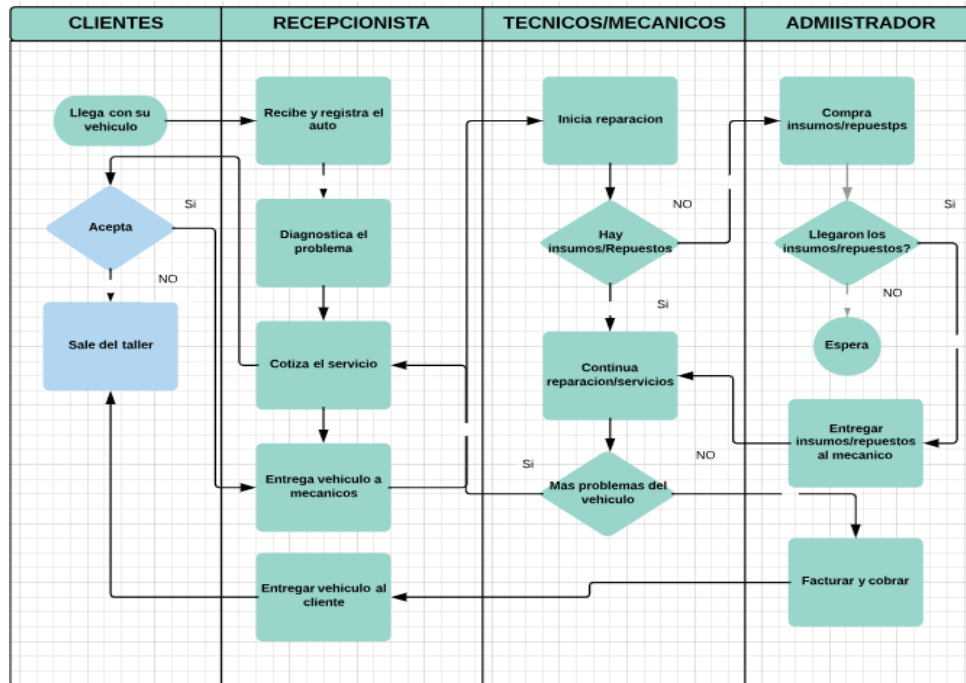 CLIENTES
RECEPCIONISTA
TECNICOS/MECANICOS
ADMIISTRADOR
Llega con su
vehiculo
Recibe y registra el
auto
Inicia reparacion
Compra
insumos/repuestps
Si
NO
Si
Acepta
Diagnostica el
problema
Hay
insumos/Repuestos
Llegaron los
insumos/repuestos?
NO
NO
Si
Sale del taller
Cotiza el servicio
Continua
reparacion/servicios
Espera
Entregar
insumos/repuestos
al mecanico
Si
NO
Entrega vehiculo a
mecanicos
Mas problemas del
vehiculo
Entregar vehiculo al
cliente
Facturar y cobrar